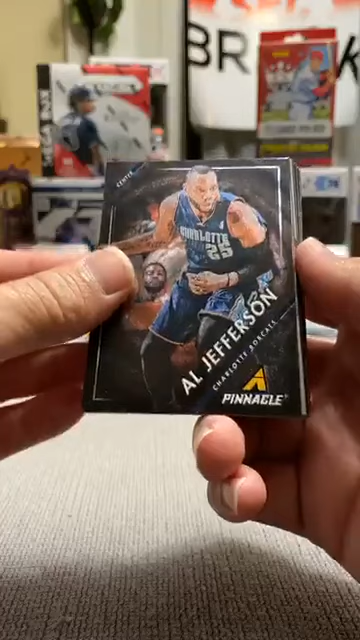 BR
CENTER
CHARLOTTE
25
AL JEFFERSON
CHARLOTTE BOBCATS
PINNACLE